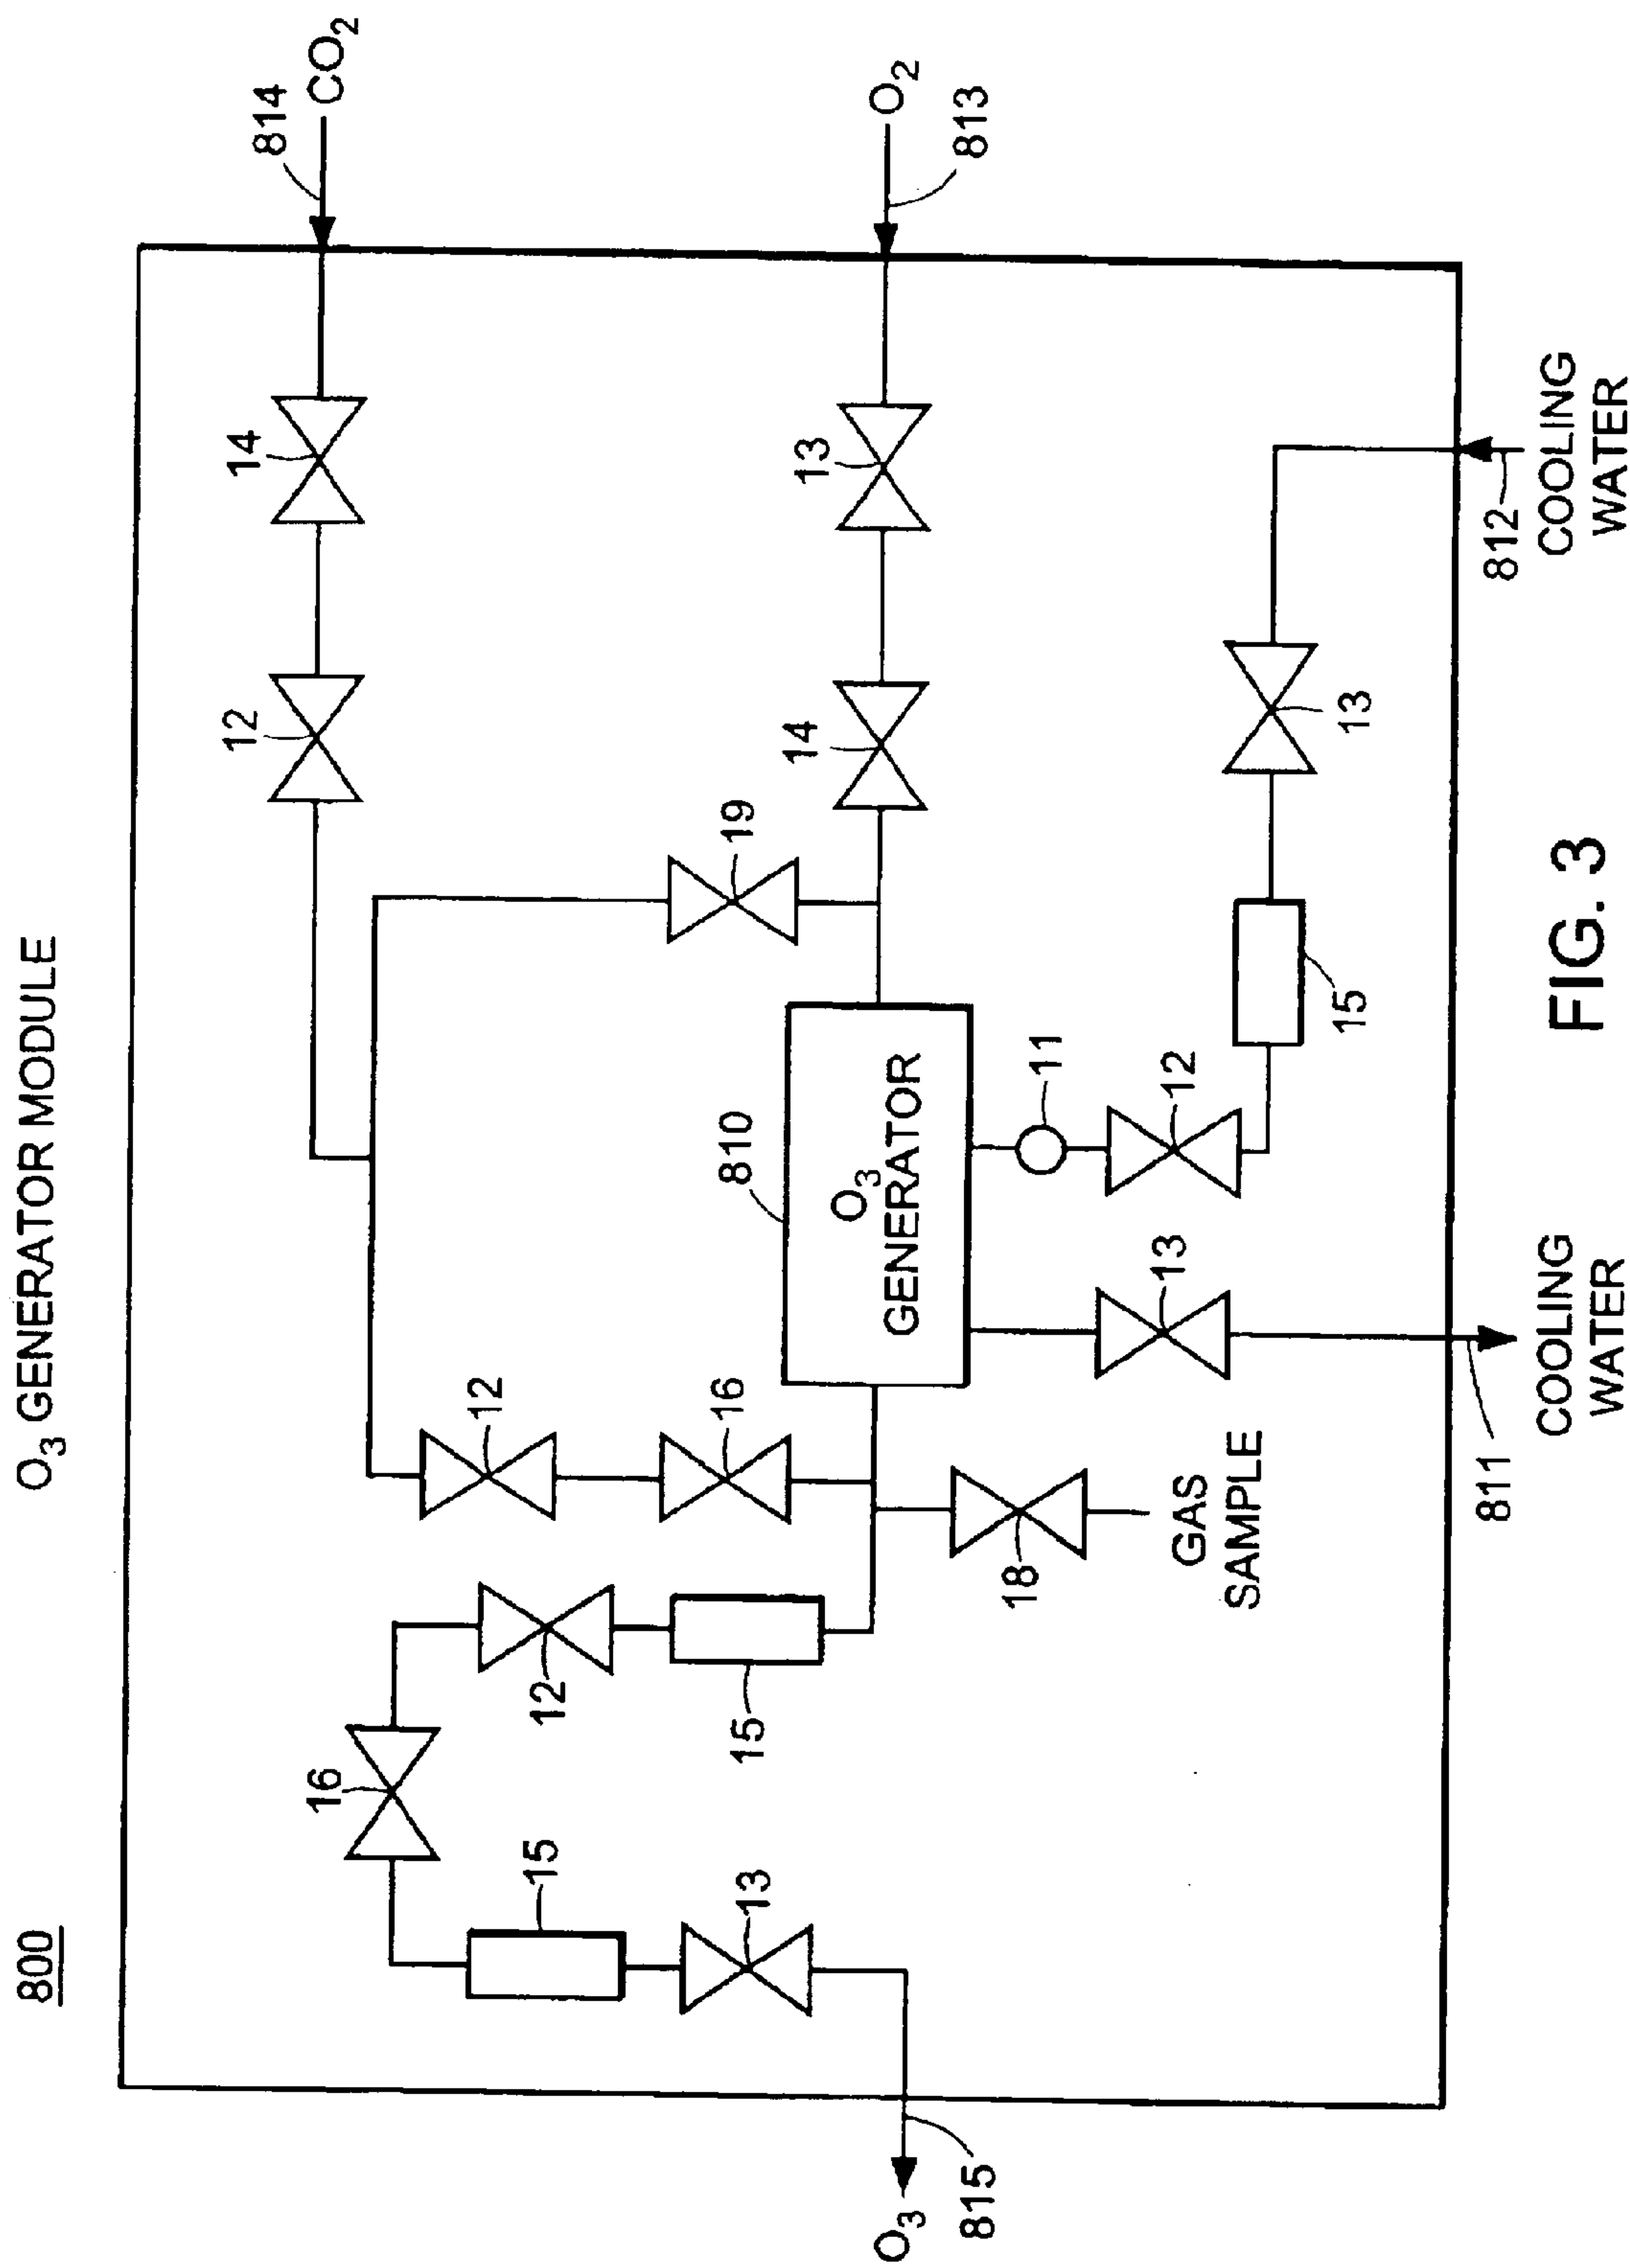 800
O3 GENERATOR MODULE
814
CO2
14
12
16
15
12
12
19
13
O2
813
13
14
15
16
810
O3
GENERATOR
11
12
13
18
GAS
SAMPLE
13
15
O3
815
811
COOLING
WATER
812
COOLING
WATER
FIG. 3